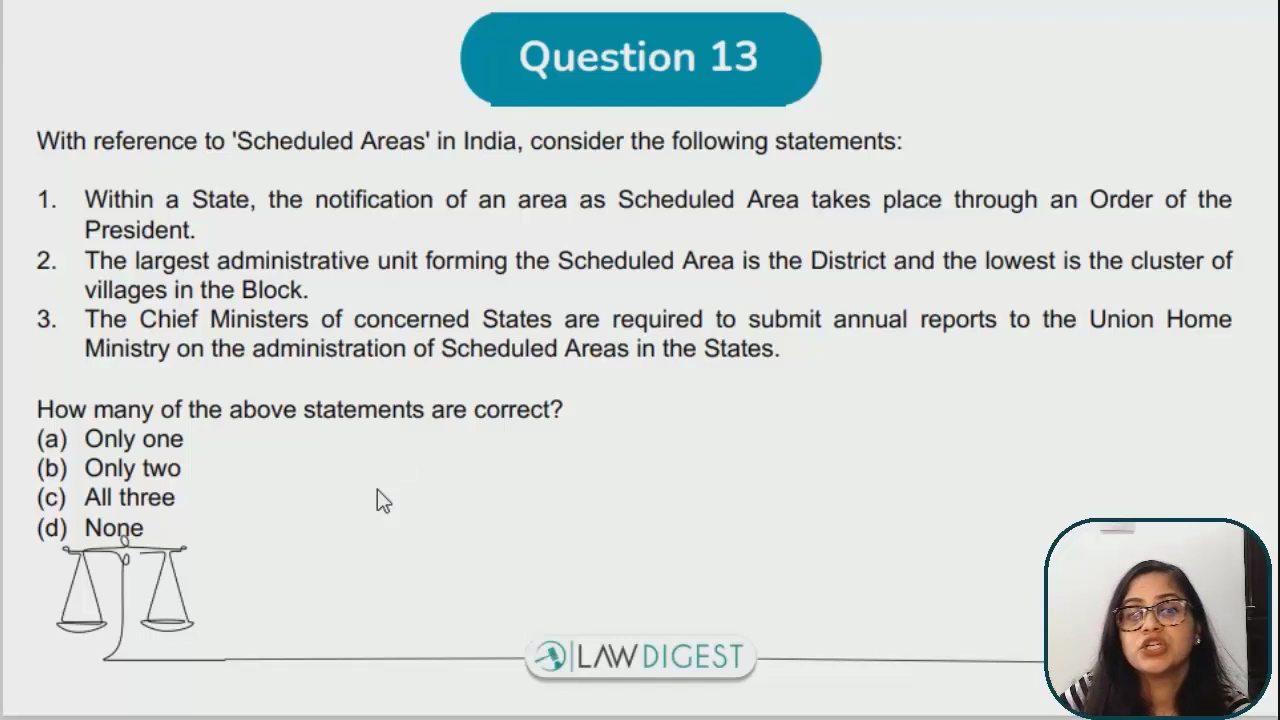 Question 13
With reference to 'Scheduled Areas' in India, consider the following statements:
1. Within a State, the notification of an area as Scheduled Area takes place through an Order of the
President.
2. The largest administrative unit forming the Scheduled Area is the District and the lowest is the cluster of
villages in the Block.
3. The Chief Ministers of concerned States are required to submit annual reports to the Union Home
Ministry on the administration of Scheduled Areas in the States.
How many of the above statements are correct?
(a) Only one
(b) Only two
(c) All three
(d) None
LAWDIGEST